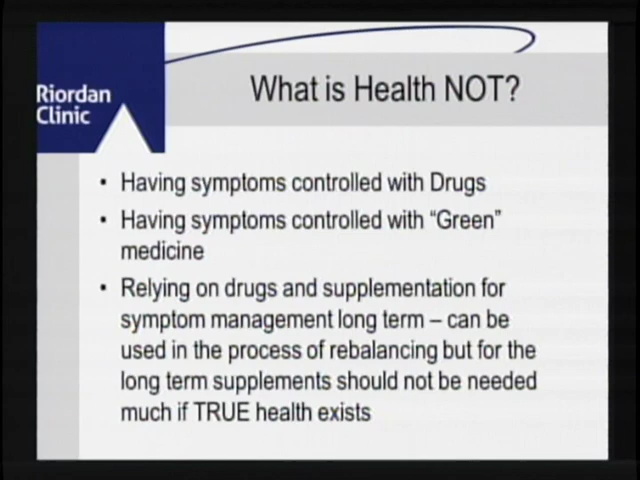 Riordan
Clinic
What is Health NOT?
• Having symptoms controlled with Drugs
• Having symptoms controlled with “Green”
medicine
• Relying on drugs and supplementation for
symptom management long term – can be
used in the process of rebalancing but for the
long term supplements should not be needed
much if TRUE health exists